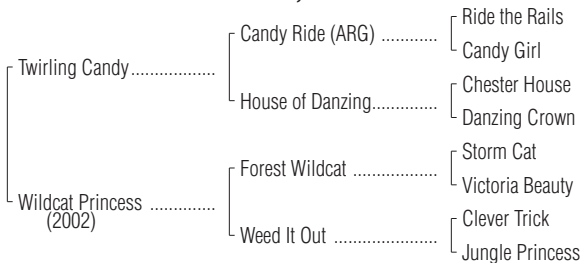 Ride the Rails
Candy Ride (ARG) ............
Candy Girl
Twirling Candy..................
Chester House
House of Danzing..............
Danzing Crown
Storm Cat
Forest Wildcat ..................
Victoria Beauty
Wildcat Princess ..............
(2002)
Clever Trick
Weed It Out ......................
Jungle Princess